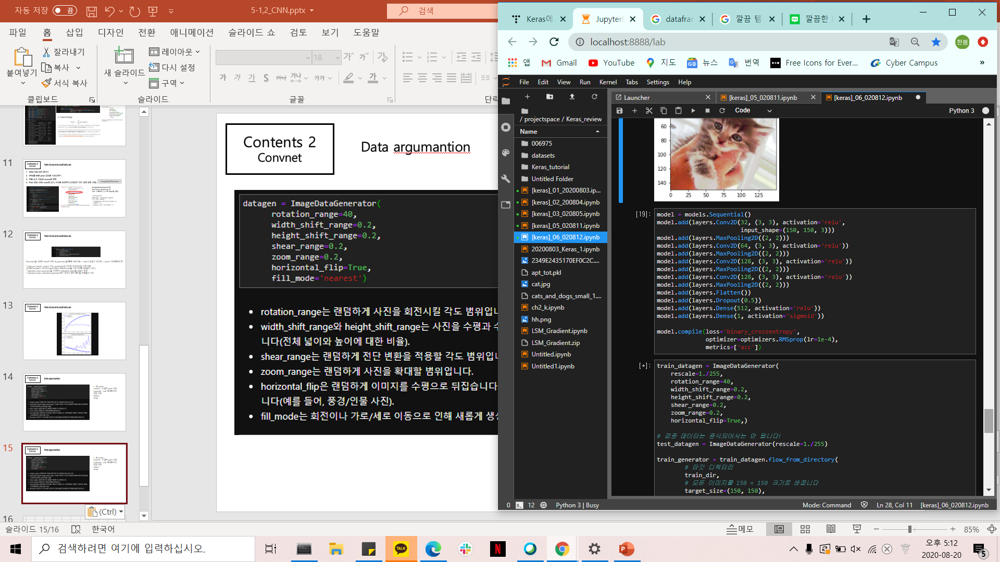 자동 저장 끔
5-1,2_CNN.pptx
검색
파일 홈 삽입 디자인 전환 애니메이션 슬라이드 쇼 검토 보기 도움말
붙여넣기
잘라내기
복사
서식 복사
클립보드
새 슬라이드
레이아웃
다시 설정
구역
슬라이드
18
글꼴
단락
11
12
13
14
15
16
(Ctrl)
Contents 2
Convnet
Data argumantion
datagen = ImageDataGenerator(
rotation_range=40,
width_shift_range=0.2,
height_shift_range=0.2,
shear_range=0.2,
zoom_range=0.2,
horizontal_flip=True,
fill_mode='nearest')
• rotation_range는 랜덤하게 사진을 회전시킬 각도 범위입니
• width_shift_range와 height_shift_range는 사진을 수평과 수
니다(전체 넓이와 높이에 대한 비율).
• shear_range는 랜덤하게 전단 변환을 적용할 각도 범위입니
• zoom_range는 랜덤하게 사진을 확대할 범위입니다.
• horizontal_flip은 랜덤하게 이미지를 수평으로 뒤집습니다
니다(예를 들어, 풍경/인물 사진).
• fill_mode는 회전이나 가로/세로 이동으로 인해 새롭게 생성
슬라이드 15/16
한국어
메모
85%
Keras에
JupyterL
datafram
깔끔 템
깔끔한
localhost:8888/lab
한봄
앱 Gmail YouTube 지도 뉴스 번역 Free Icons for Ever... Cyber Campus »
File Edit View Run Kernel Tabs Settings Help
Launcher
[keras]_05_020811.ipynb
[keras]_06_020812.ipynb
Code
Python 3
/ projectspace / Keras_review
Name
006975
datasets
Keras_tutorial
Untitled Folder
[keras]_01_20200803.ip...
[keras]_02_200804.ipynb
[keras]_03_020805.ipynb
[keras]_05_020811.ipynb
[keras]_06_020812.ipynb
20200803_Keras_1.ipynb
2349E2435170EF0C2C....
apt_tot.pkl
cat.jpg
cats_and_dogs_small_1....
ch2_k.ipynb
hh.png
LSM_Gradient.ipynb
LSM_Gradient.zip
Untitled.ipynb
Untitled1.ipynb
60
80
100
120
140
0 25 50 75 100 125
[19]:
model = models.Sequential()
model.add(layers.Conv2D(32, (3, 3), activation='relu',
input_shape=(150, 150, 3)))
model.add(layers.MaxPooling2D((2, 2)))
model.add(layers.Conv2D(64, (3, 3), activation='relu'))
model.add(layers.MaxPooling2D((2, 2)))
model.add(layers.Conv2D(128, (3, 3), activation='relu'))
model.add(layers.MaxPooling2D((2, 2)))
model.add(layers.Conv2D(128, (3, 3), activation='relu'))
model.add(layers.MaxPooling2D((2, 2)))
model.add(layers.Flatten())
model.add(layers.Dropout(0.5))
model.add(layers.Dense(512, activation='relu'))
model.add(layers.Dense(1, activation='sigmoid'))
model.compile(loss='binary_crossentropy',
optimizer=optimizers.RMSprop(lr=1e-4),
metrics=['acc'])
[*]:
train_datagen = ImageDataGenerator(
rescale=1./255,
rotation_range=40,
width_shift_range=0.2,
height_shift_range=0.2,
shear_range=0.2,
zoom_range=0.2,
horizontal_flip=True,)
# 검증 데이터는 증식되어서는 안 됩니다!
test_datagen = ImageDataGenerator(rescale=1./255)
train_generator = train_datagen.flow_from_directory(
# 타깃 디렉터리
train_dir,
# 모든 이미지를 150 × 150 크기로 바꿉니다
target_size=(150, 150),
0 12 Python 3 | Busy
Mode: Command
Ln 28, Col 11
[keras]_06_020812.ipynb
검색하려면 여기에 입력하십시오.
TALK
오후 5:12
2020-08-20
5